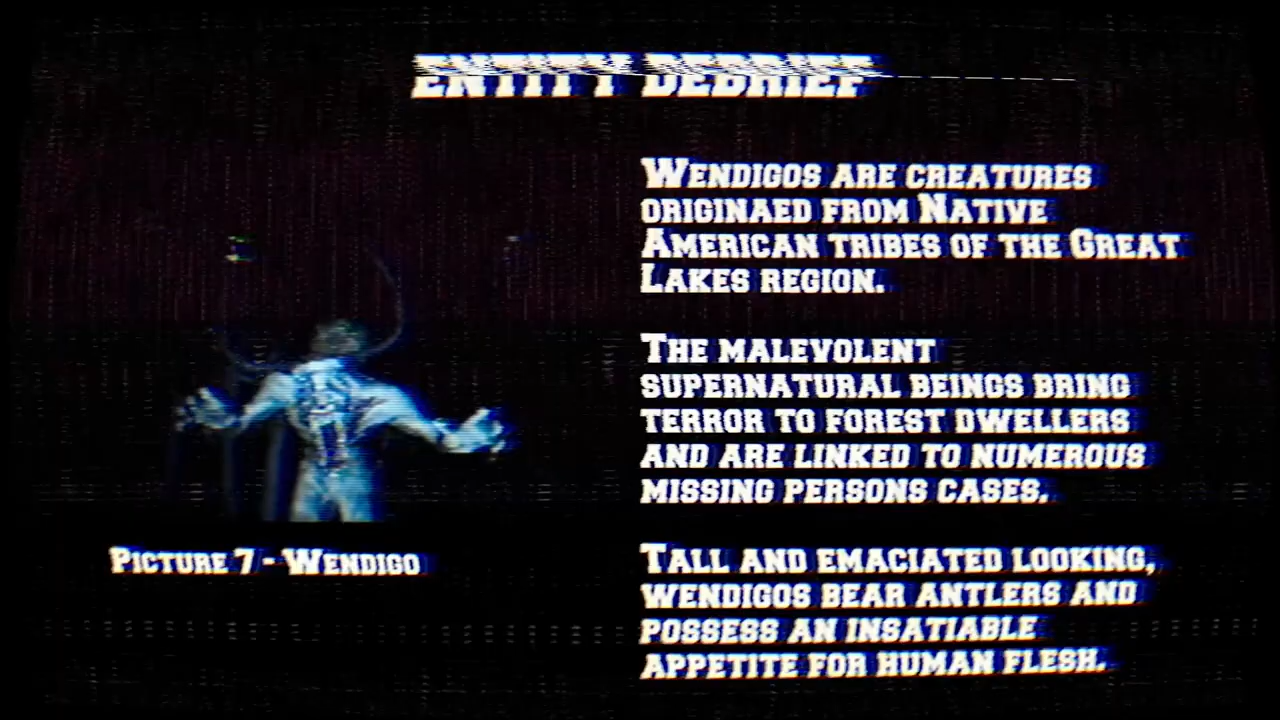 ENTITY DEBRIEF
WENDIGOS ARE CREATURES
ORIGINAED FROM NATIVE
AMERICAN TRIBES OF THE GREAT
LAKES REGION.
THE MALEVOLENT
SUPERNATURAL BEINGS BRING
TERROR TO FOREST DWELLERS
AND ARE LINKED TO NUMEROUS
MISSING PERSONS CASES.
TALL AND EMACIATED LOOKING,
WENDIGOS BEAR ANTLERS AND
POSSESS AN INSATIABLE
APPETITE FOR HUMAN FLESH.
PICTURE 7 - WENDIGO